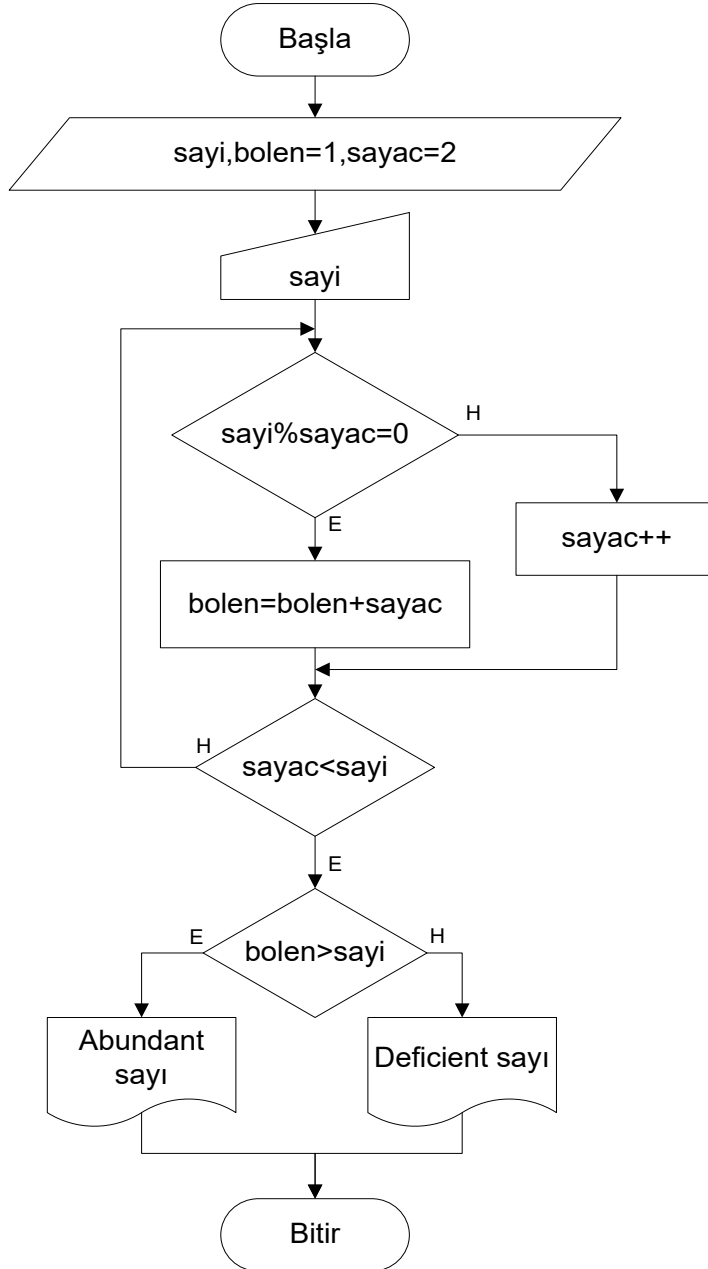 Başla
sayi,bolen=1,sayac=2
sayi
sayi%sayac=0
H
E
sayac++
bolen=bolen+sayac
H
sayac<sayi
E
E
bolen>sayi
H
Abundant
sayı
Deficient sayı
Bitir